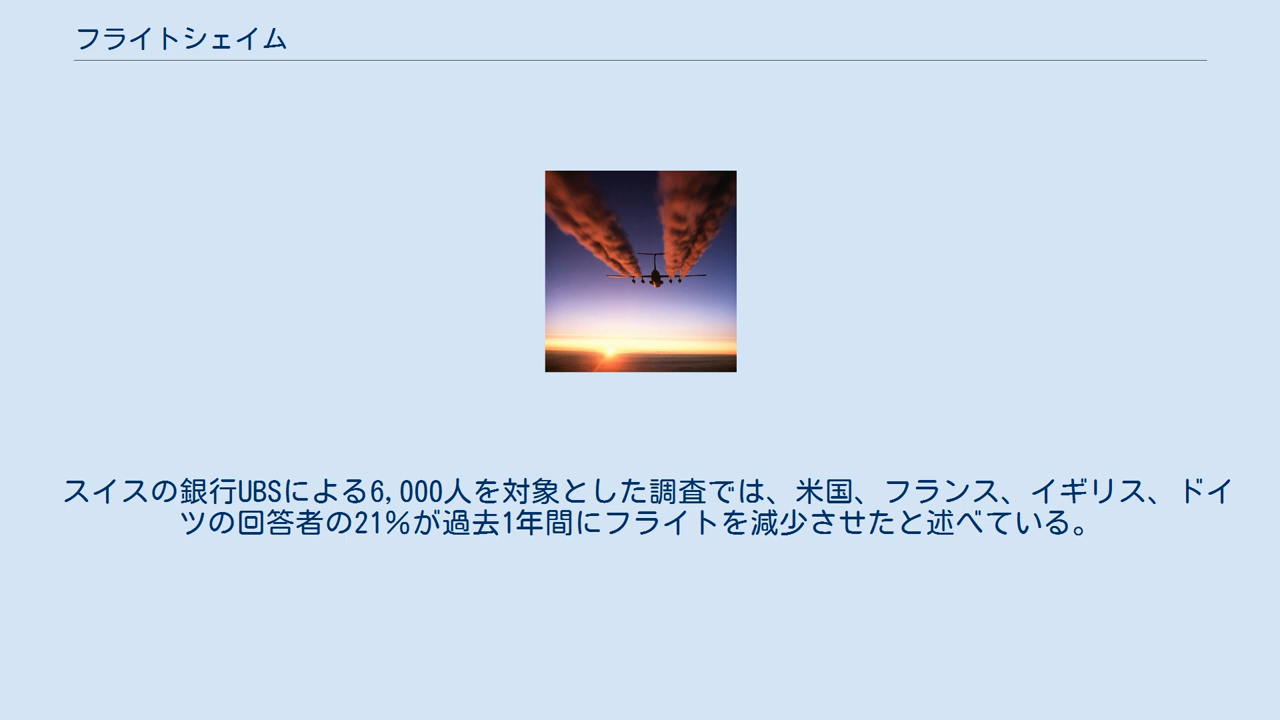 フライトシェイム
スイスの銀行UBSによる6,000人を対象とした調査では、米国、フランス、イギリス、ドイ
ツの回答者の21%が過去1年間にフライトを減少させたと述べている。